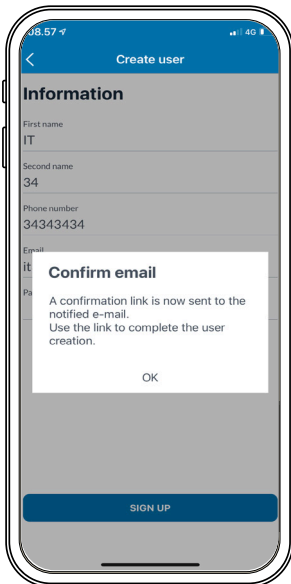 08.57
4G
Create user
Information
First name
IT
Second name
34
Phone number
34343434
Email
it
Pa
Confirm email
A confirmation link is now sent to the
notified e-mail.
Use the link to complete the user
creation.
OK
SIGN UP